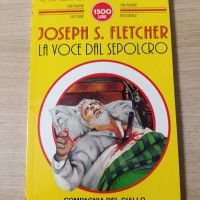 1500
LIRE
JOSEPH S. FLETCHER
LA VOCE DAL SEPOLCRO
COMPAGNIA DEL GIALLO